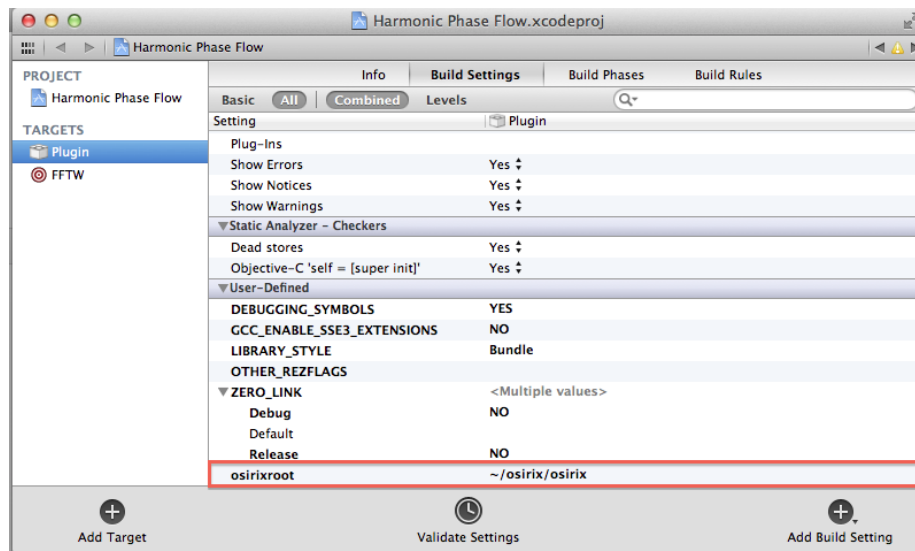 Harmonic Phase Flow.xcodeproj
Harmonic Phase Flow
PROJECT
Harmonic Phase Flow
TARGETS
Plugin
FFTW
Info Build Settings Build Phases Build Rules
Basic All Combined Levels
Setting Plugin
Plug-Ins
Show Errors Yes
Show Notices Yes
Show Warnings Yes
Static Analyzer - Checkers
Dead stores Yes
Objective-C 'self = [super init]' Yes
User-Defined
DEBUGGING_SYMBOLS YES
GCC_ENABLE_SSE3_EXTENSIONS NO
LIBRARY_STYLE Bundle
OTHER_REZFLAGS
ZERO_LINK <Multiple values>
Debug NO
Default
Release NO
osirixroot ~/osirix/osirix
Add Target Validate Settings Add Build Setting